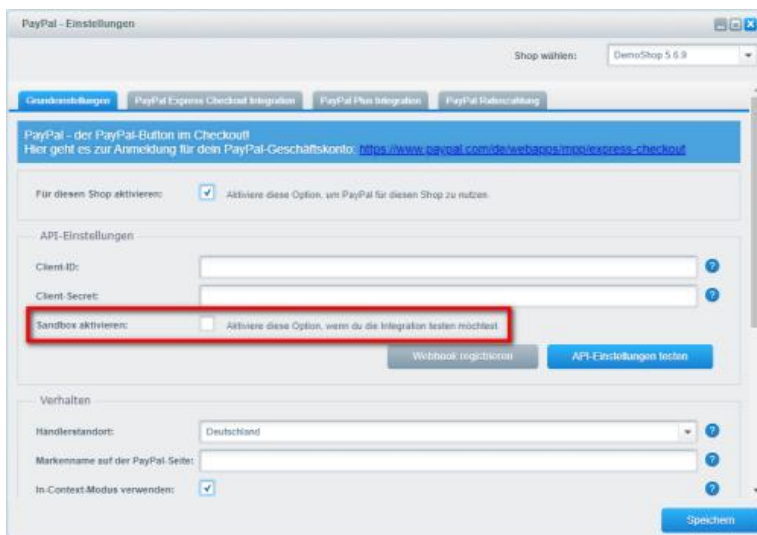 PayPal - Einstellungen
Shop wählen: DemoShop 5.6.9
Grundeinstellungen PayPal Express Checkout Integration PayPal Plus Integration PayPal Ratenzahlung
PayPal - der PayPal-Button im Checkout!
Hier geht es zur Anmeldung für dein PayPal-Geschäftskonto: https://www.paypal.com/de/webapps/mpp/express-checkout
Für diesen Shop aktivieren: Aktiviere diese Option, um PayPal für diesen Shop zu nutzen.
API-Einstellungen
Client-ID: ?
Client-Secret: ?
Sandbox aktivieren: Aktiviere diese Option, wenn du die Integration testen möchtest.
Webhook registrieren API-Einstellungen testen
Verhalten
Händlerstandort: Deutschland ?
Markenname auf der PayPal-Seite: ?
In-Context-Modus verwenden: ?
Speichern